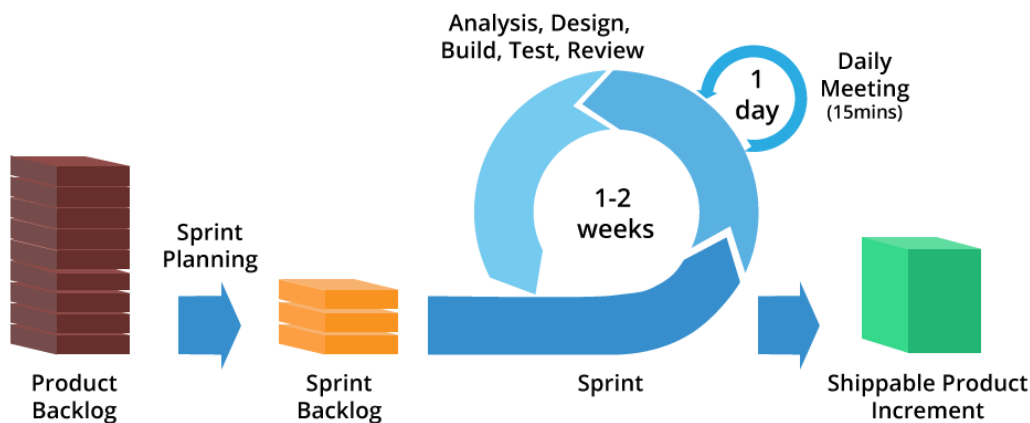 Analysis, Design,
Build, Test, Review
1
day
Daily
Meeting
(15mins)
1-2
weeks
Sprint
Planning
Product
Backlog
Sprint
Backlog
Sprint
Shippable Product
Increment